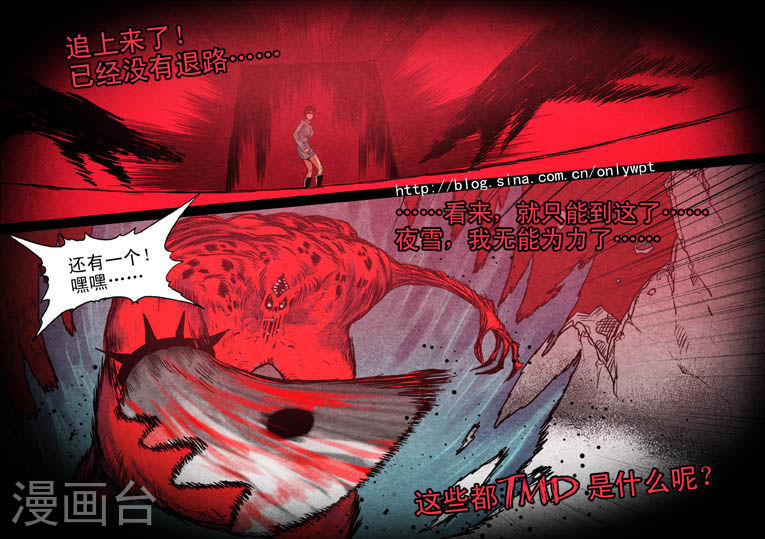 追上来了!
已经没有退路……
http://blog.sina.com.cn/onlywpt
……看来，就只能到这了……
夜雪，我无能为力了……
还有一个!
嘿嘿……
这些都TMD是什么呢?
漫画台